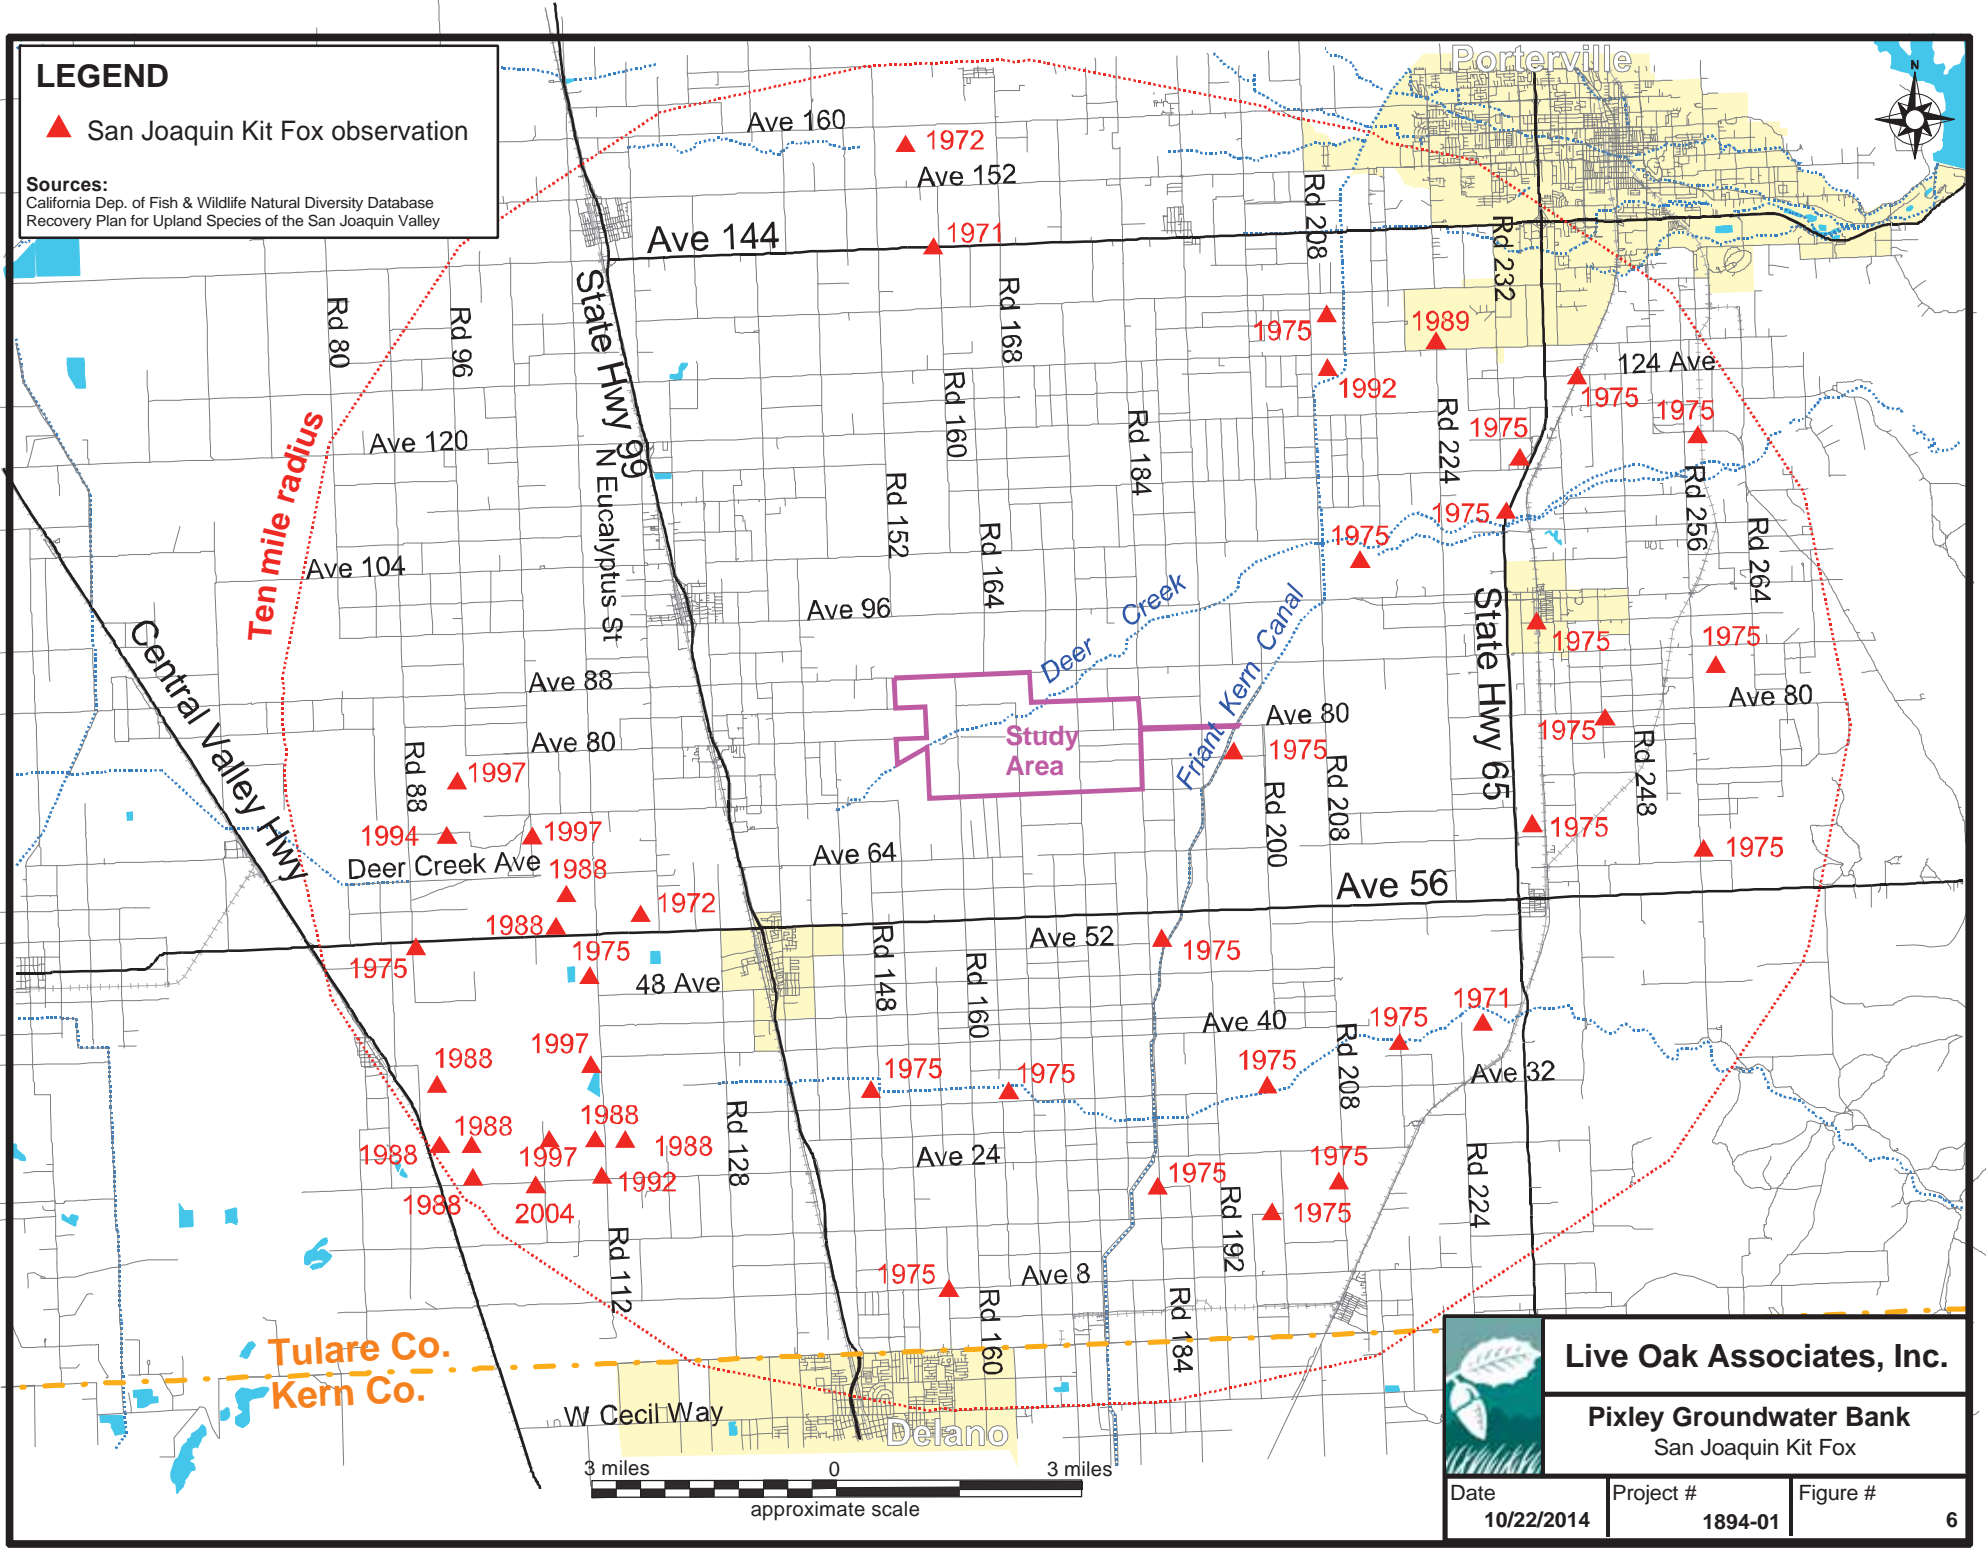 LEGEND
San Joaquin Kit Fox observation
Sources:
California Dep. of Fish & Wildlife Natural Diversity Database
Recovery Plan for Upland Species of the San Joaquin Valley
Porterville
N
Ave 160
1972
Ave 152
Rd 208
Ave 144
1971
Rd 232
State Hwy 99
Rd 168
Rd 80
Rd 96
1975
1989
124 Ave
1992
1975
1975
Rd 160
Rd 184
Rd 224
1975
Ten mile radius
Ave 120
N Eucalyptus St
Rd 152
Rd 164
1975
1975
Rd 256
Rd 264
Ave 104
Ave 96
Deer Creek
Friant Kern Canal
State Hwy 65
1975
1975
Central Valley Hwy
Ave 88
Ave 80
Ave 80
Ave 80
1975
Study
Area
1975
Rd 88
1997
Rd 200
Rd 208
Rd 248
1994
1997
1975
1975
Deer Creek Ave
1988
Ave 64
Ave 56
1972
1988
1975
1975
Ave 52
1975
48 Ave
Rd 148
Rd 160
Ave 40
1975
1971
1997
1988
1975
1975
1975
Rd 208
Ave 32
1988
1988
1988
1997
1988
Rd 128
Ave 24
1975
1975
Rd 224
1988
2004
1992
Rd 192
1975
Rd 112
1975
Ave 8
Rd 160
Rd 184
Tulare Co.
Kern Co.
W Cecil Way
Delano
3 miles 0 3 miles
approximate scale
Live Oak Associates, Inc.
Pixley Groundwater Bank
San Joaquin Kit Fox
Date
10/22/2014
Project #
1894-01
Figure #
6